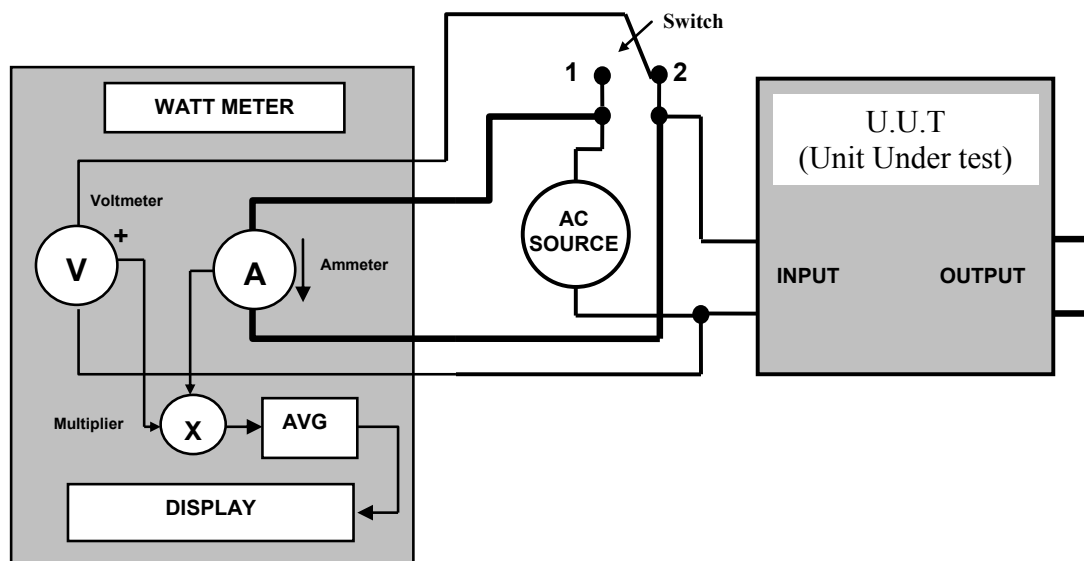 Switch
1
2
WATT METER
U.U.T
(Unit Under test)
Voltmeter
+
V
A
Ammeter
AC
SOURCE
INPUT
OUTPUT
Multiplier
X
AVG
DISPLAY